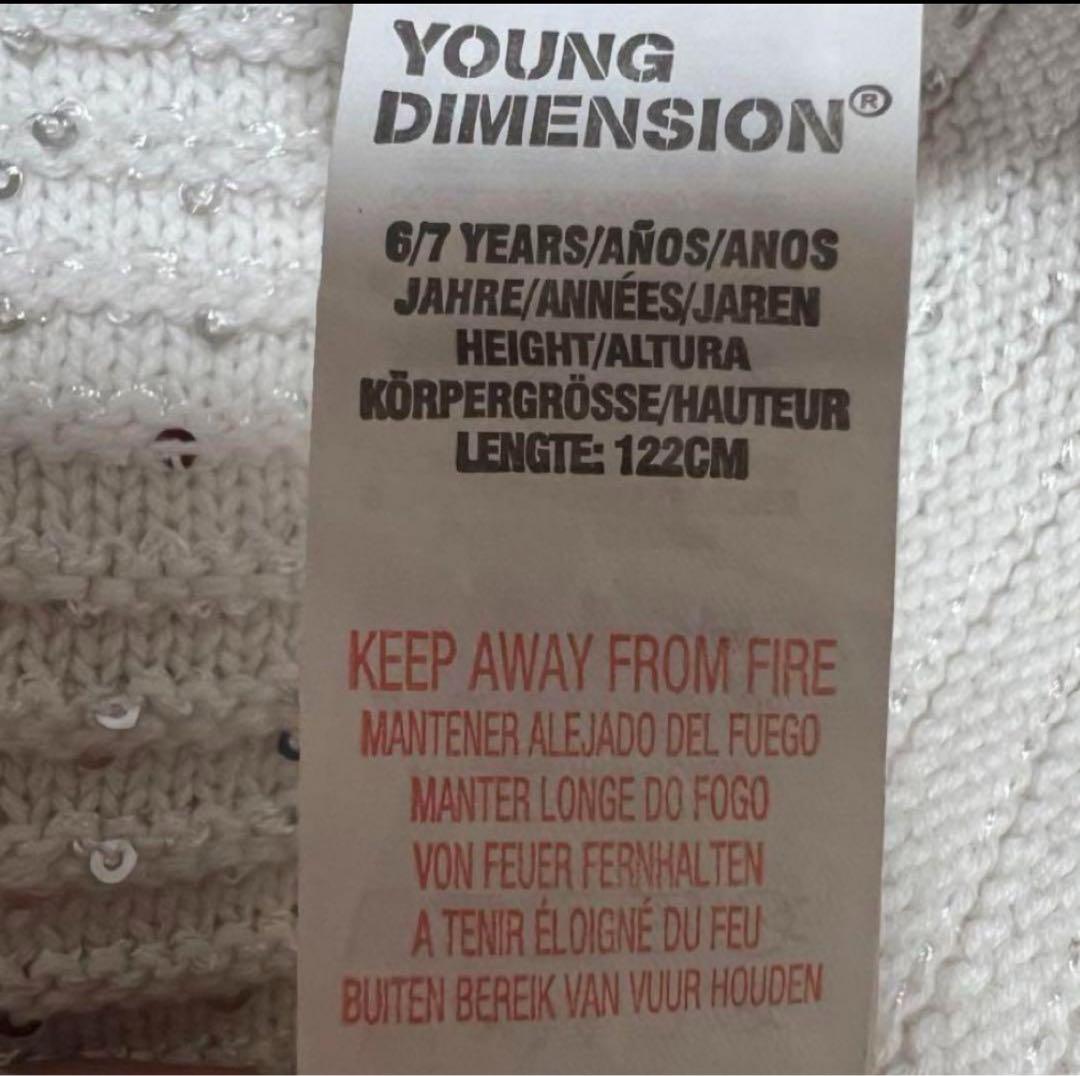 YOUNG
DIMENSION®
6/7 YEARS/AÑOS/ANOS
JAHRE/ANNÉES/JAREN
HEIGHT/ALTURA
KÖRPERGRÖSSE/HAUTEUR
LENGTE: 122CM
KEEP AWAY FROM FIRE
MANTENER ALEJADO DEL FUEGO
MANTER LONGE DO FOGO
VON FEUER FERNHALTEN
A TENIR ÉLOIGNÉ DU FEU
BUITEN BEREIK VAN VUUR HOUDEN